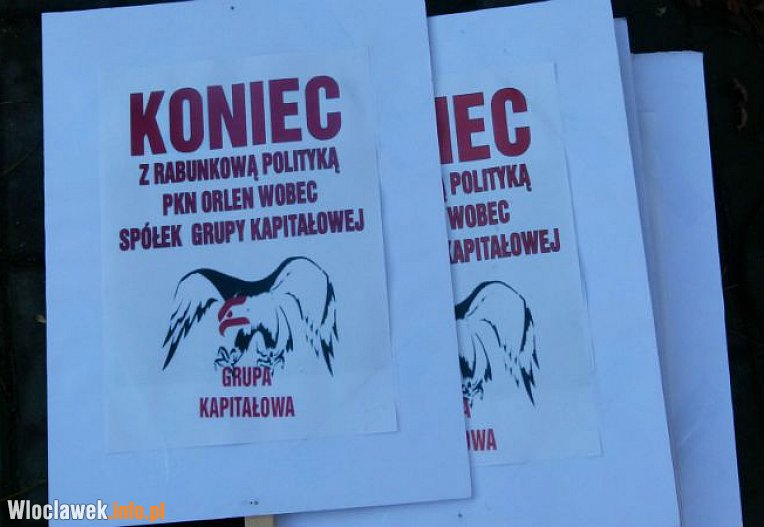 KONIEC
Z RABUNKOWĄ POLITYKĄ
PKN ORLEN WOBEC
SPÓŁEK GRUPY KAPITAŁOWEJ
GRUPA
KAPITAŁOWA
IEC
Ą POLITYKĄ
WOBEC
KAPITAŁOWEJ
A
OWA
Wloclawek.info.pl